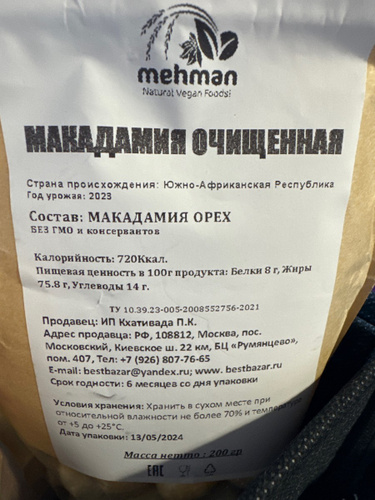 mehman
Natural Vegan Foods!
МАКАДАМИЯ ОЧИЩЕННАЯ
Страна происхождения: Южно-Африканская Республика
Год урожая: 2023
Состав: МАКАДАМИЯ ОРЕХ
БЕЗ ГМО и консервантов
Калорийность: 720Ккал.
Пищевая ценность в 100г продукта: Белки 8 г, Жиры
75.8 г, Углеводы 14 г.
ТУ 10.39.23-005-2008552756-2021
Продавец: ИП Кхативада П.К.
Адрес продавца: РФ, 108812, Москва, пос.
Московский, Киевское ш. 22 км, БЦ «Румянцево»,
пом. 407, Тел: +7 (926) 807-76-65
E-mail: bestbazar@yandex.ru; www.bestbazar.ru
Срок годности: 6 месяцев со дня упаковки
Условия хранения: Хранить в сухом месте при
относительной влажности не более 70% и температуре
от +5 до +25°С.
Дата упаковки: 13/05/2024
Масса нетто : 200 гр
EAC